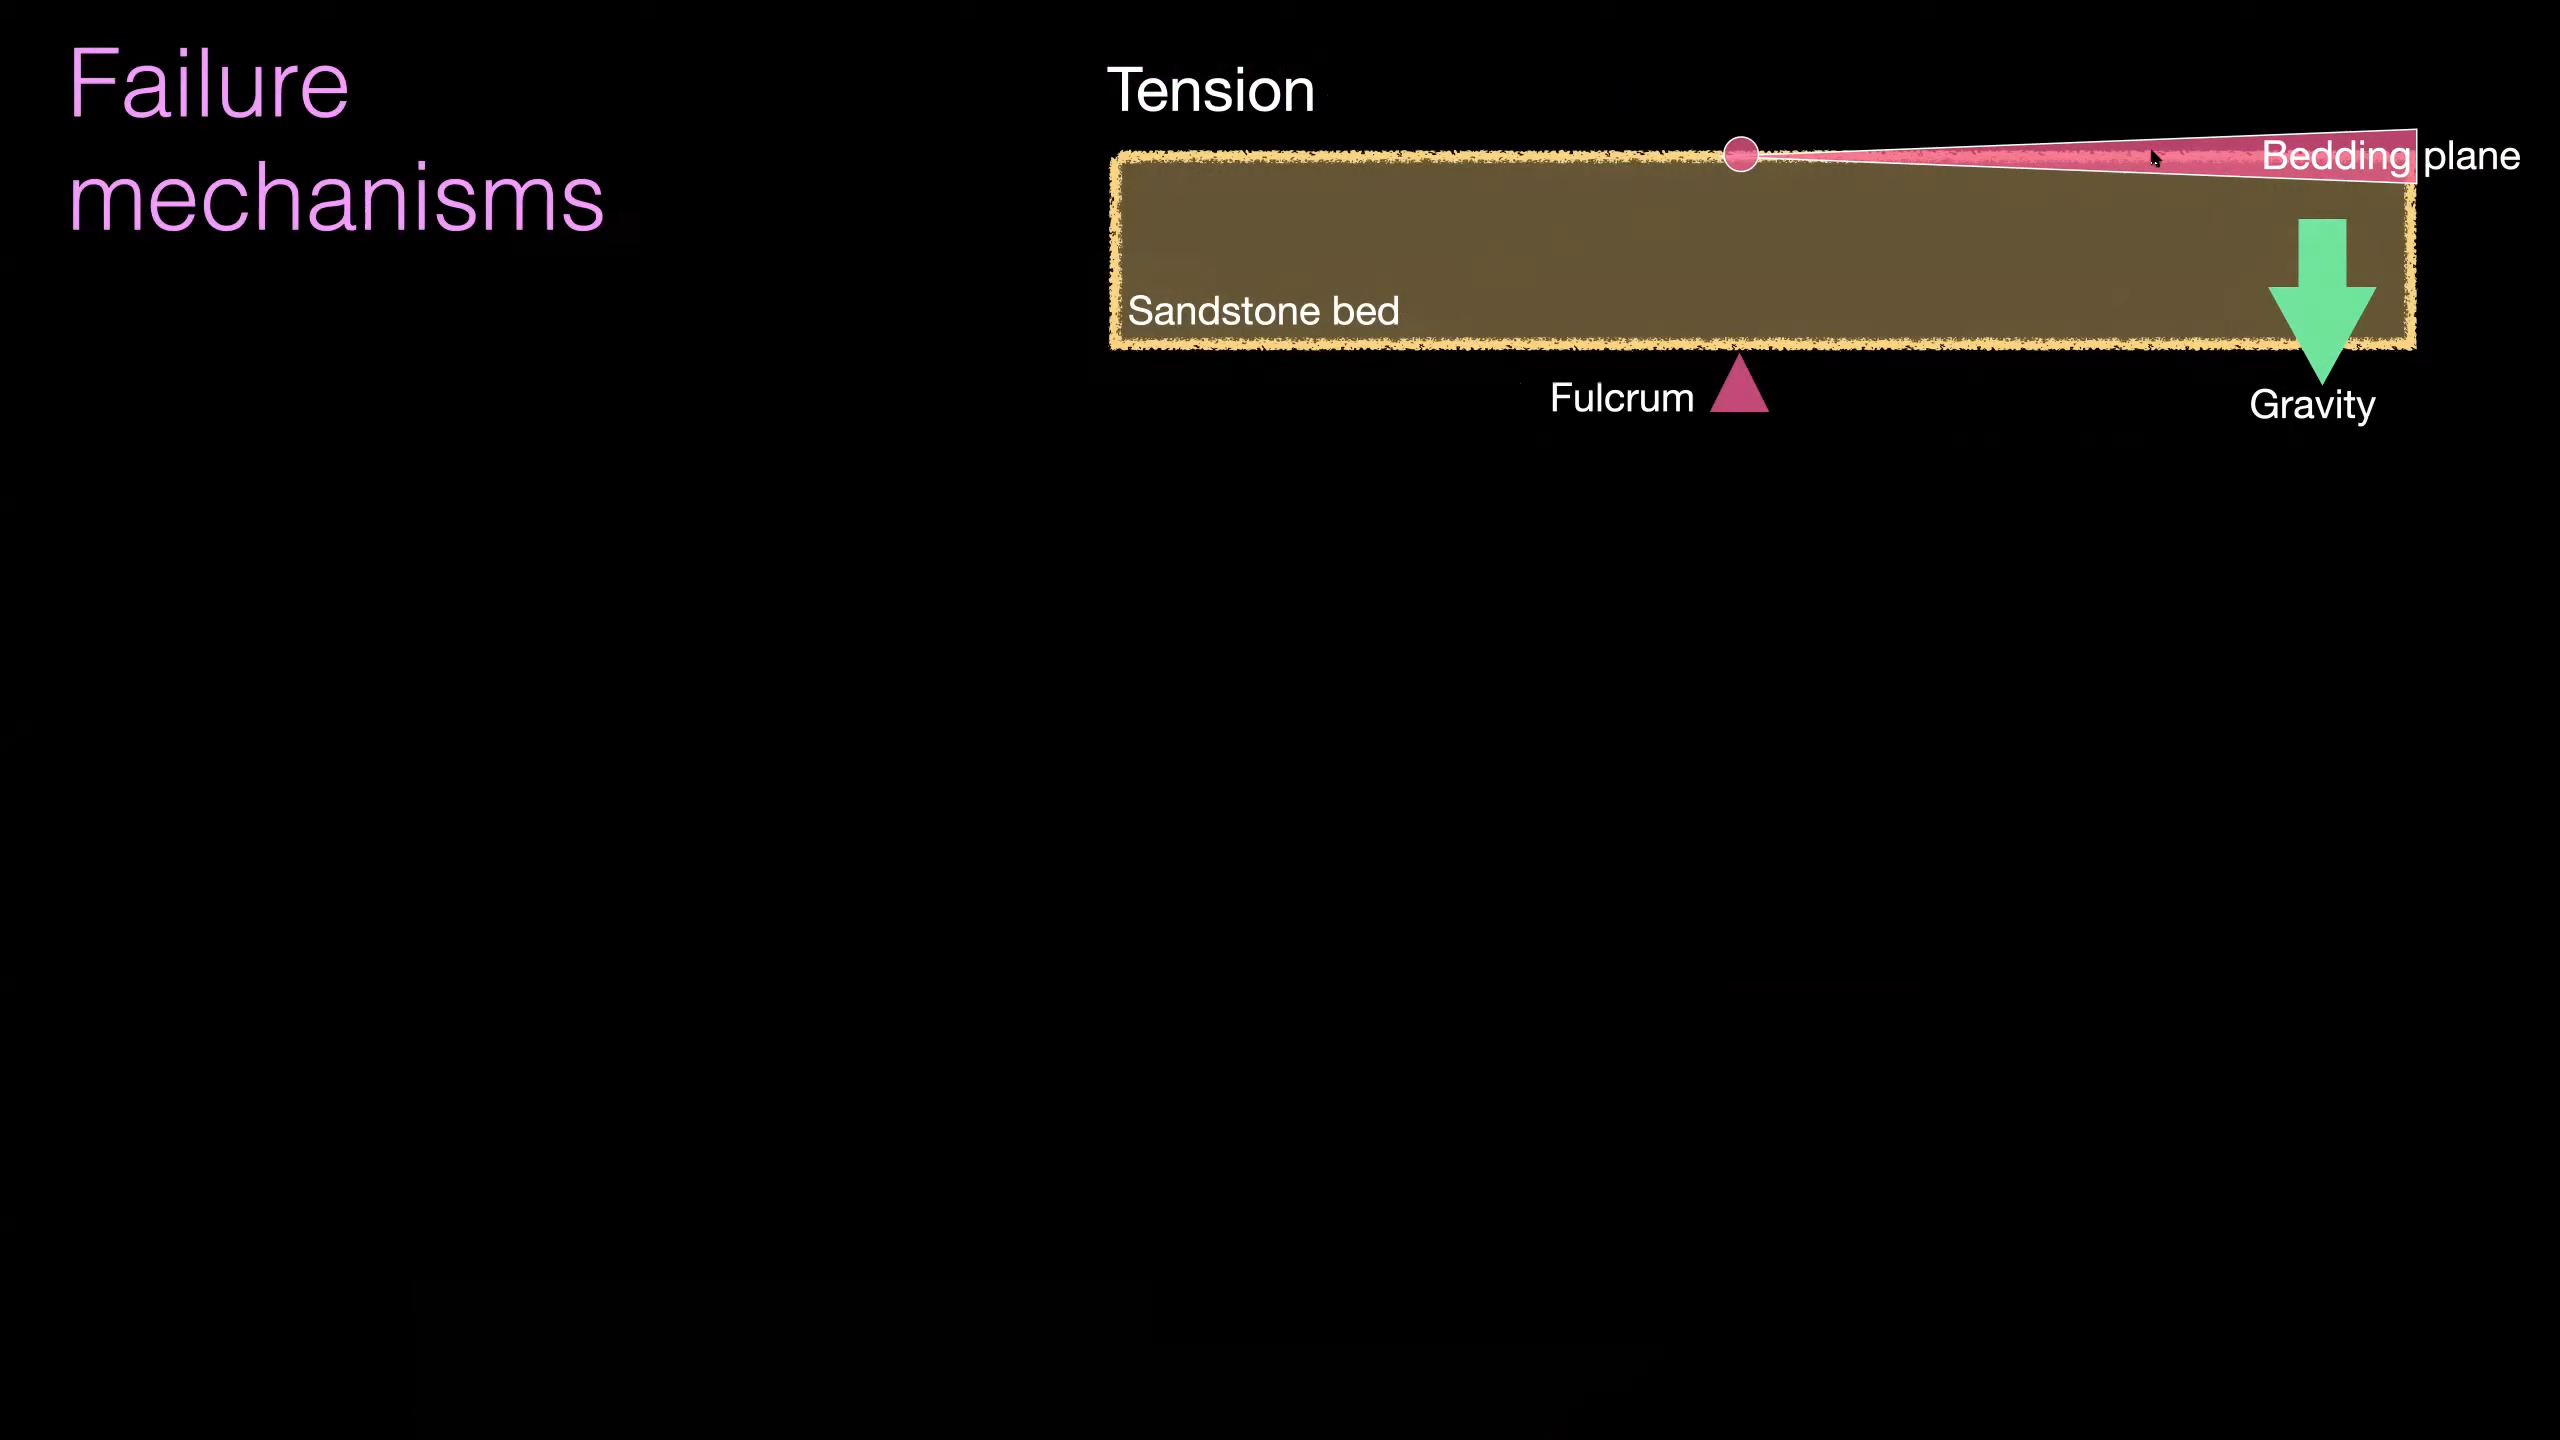 Failure
mechanisms
Tension
Bedding plane
Sandstone bed
Fulcrum
Gravity